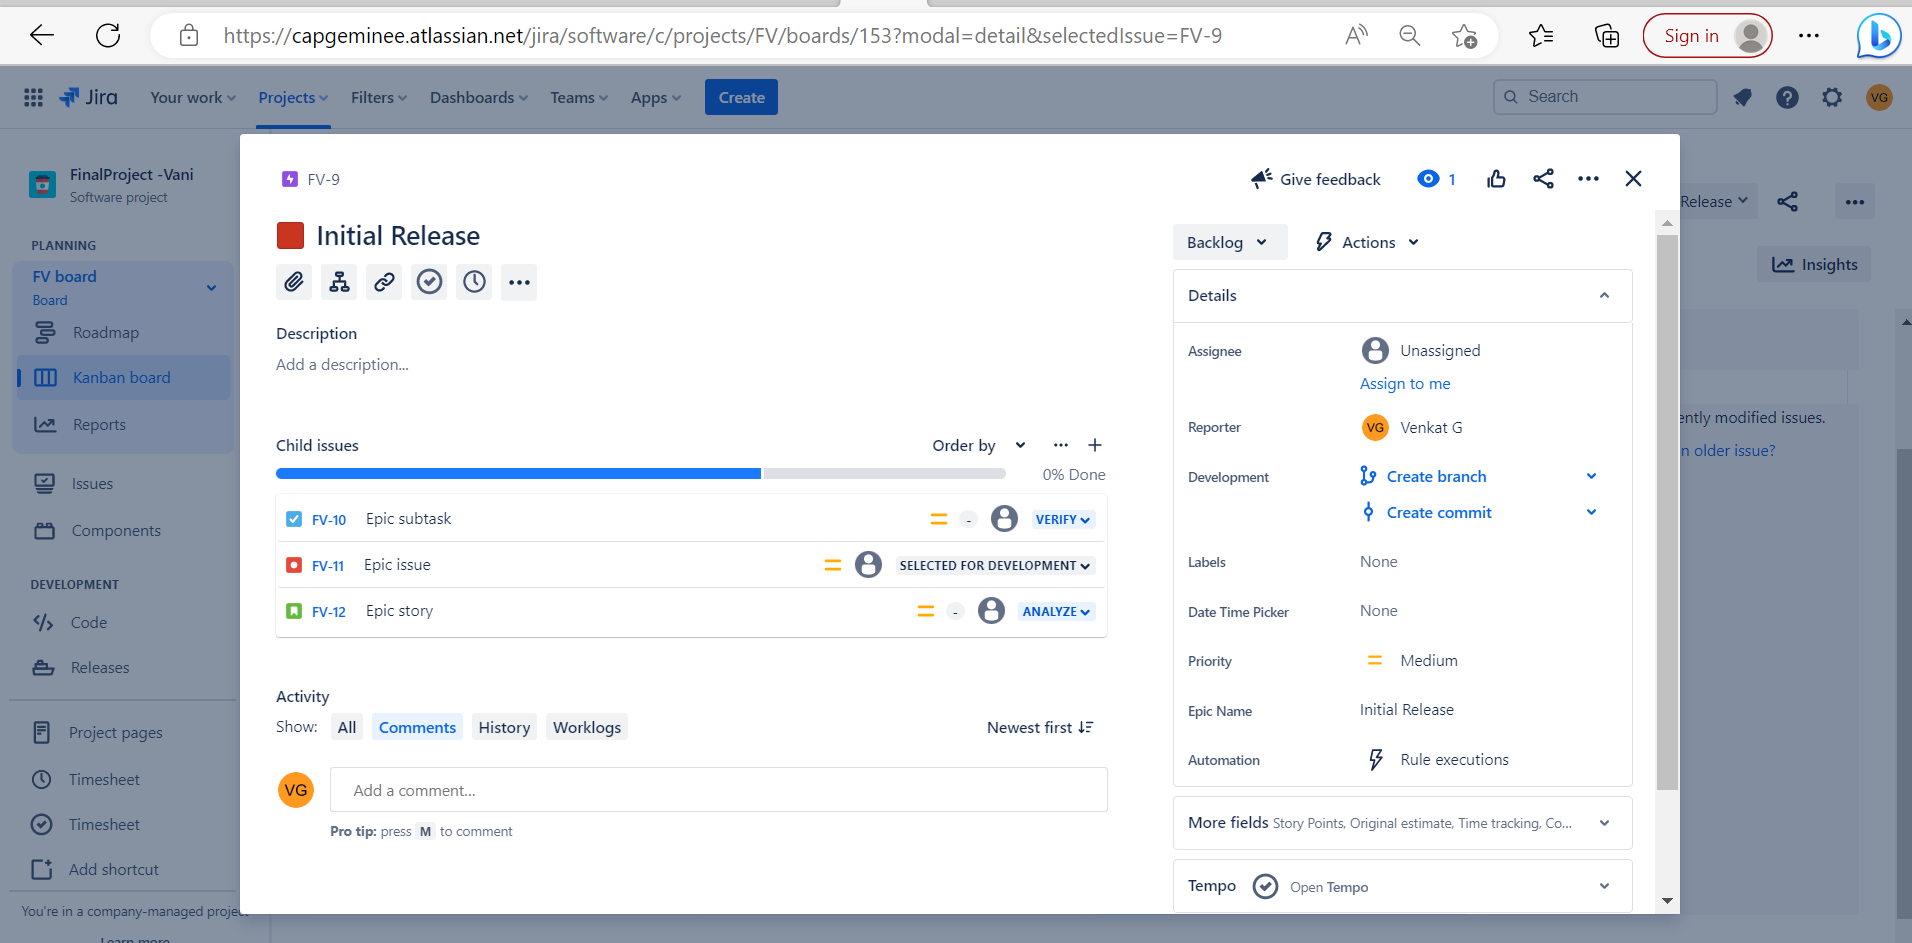 https://capgeminee.atlassian.net/jira/software/c/projects/FV/boards/153?modal=detail&selectedIssue=FV-9
Sign in
Jira
Your work
Projects
Filters
Dashboards
Teams
Apps
Create
Search
VG
FinalProject -Vani
Software project
PLANNING
FV board
Board
Roadmap
Kanban board
Reports
Issues
Components
DEVELOPMENT
Code
Releases
Project pages
Timesheet
Timesheet
Add shortcut
You're in a company-managed project
Learn more
FV-9
Give feedback
1
Initial Release
Description
Add a description...
Child issues
Order by
0% Done
FV-10 Epic subtask - VERIFY
FV-11 Epic issue SELECTED FOR DEVELOPMENT
FV-12 Epic story - ANALYZE
Activity
Show: All Comments History Worklogs Newest first
VG Add a comment...
Pro tip: press M to comment
Backlog Actions
Details
Assignee Unassigned
Assign to me
Reporter VG Venkat G
Development Create branch
Create commit
Labels None
Date Time Picker None
Priority Medium
Epic Name Initial Release
Automation Rule executions
More fields Story Points, Original estimate, Time tracking, Co...
Tempo Open Tempo
Release
Insights
ently modified issues.
n older issue?